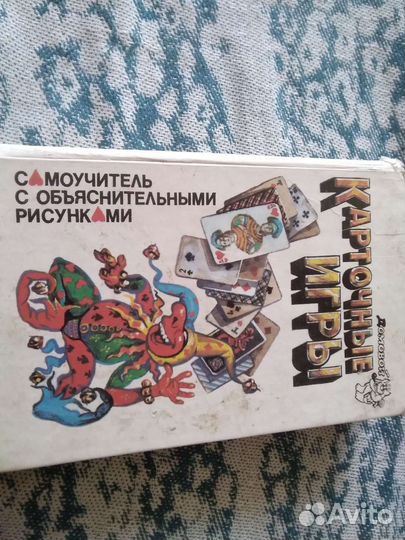 Домовой
КАРТОЧНЫЕ
ИГРЫ
САМОУЧИТЕЛЬ
С ОБЪЯСНИТЕЛЬНЫМИ
РИСУНКАМИ
Avito